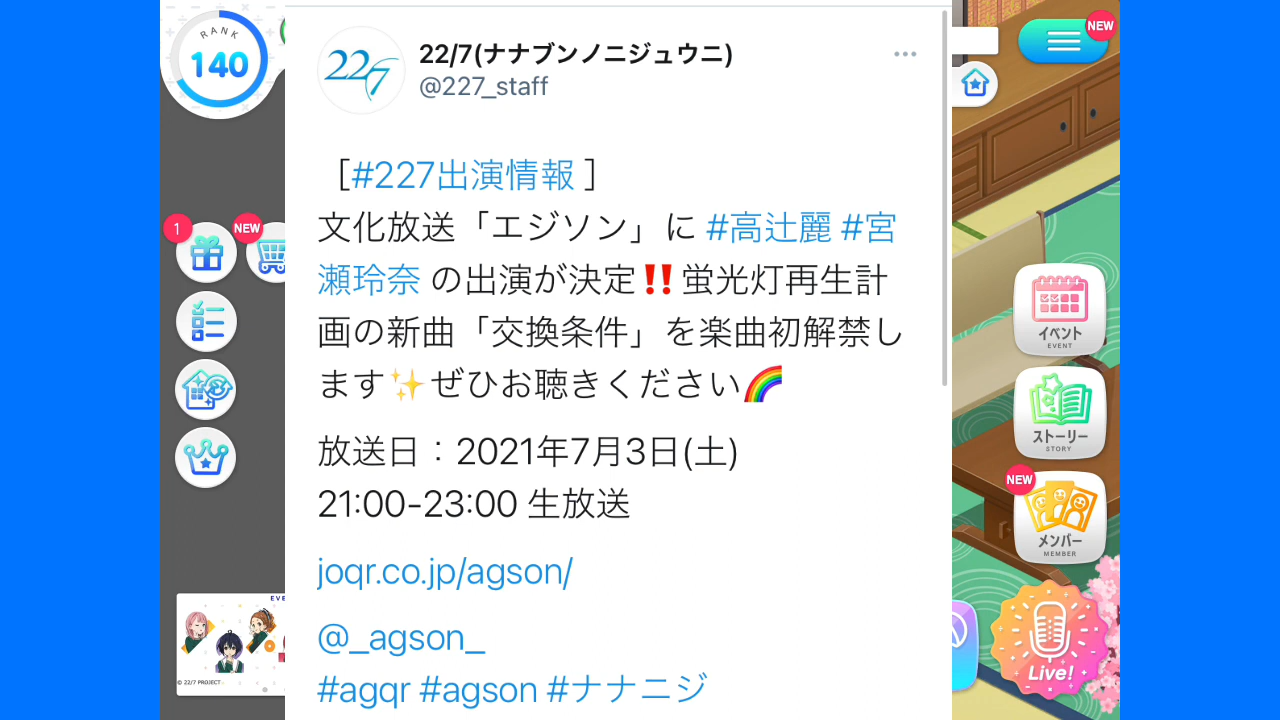 RANK
140
1
NEW
EVE
© 22/7 PROJECT
22/7
22/7(ナナブンノニジュウニ)
@227_staff
［#227出演情報 ］
文化放送「エジソン」に #高辻麗 #宮
瀬玲奈 の出演が決定‼️蛍光灯再生計
画の新曲「交換条件」を楽曲初解禁し
ます✨ぜひお聴きください🌈
放送日：2021年7月3日(土)
21:00-23:00 生放送
joqr.co.jp/agson/
@_agson_
#agqr #agson #ナナニジ
NEW
イベント
EVENT
ストーリー
STORY
NEW
メンバー
MEMBER
Live!